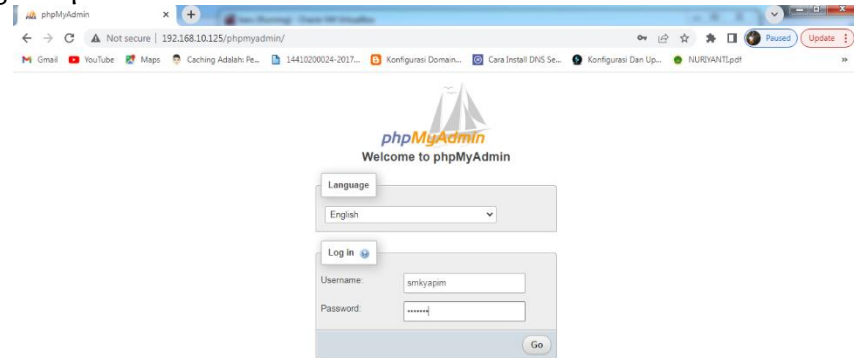 phpMyAdmin
Not secure | 192.168.10.125/phpmyadmin/
Paused
Update
Gmail YouTube Maps Caching Adalah: Pe... 14410200024-2017... Konfigurasi Domain... Cara Install DNS Se... Konfigurasi Dan Up... NURIYANTI.pdf
phpMyAdmin
Welcome to phpMyAdmin
Language
English
Log in
Username: smkyapim
Password: •••••••
Go